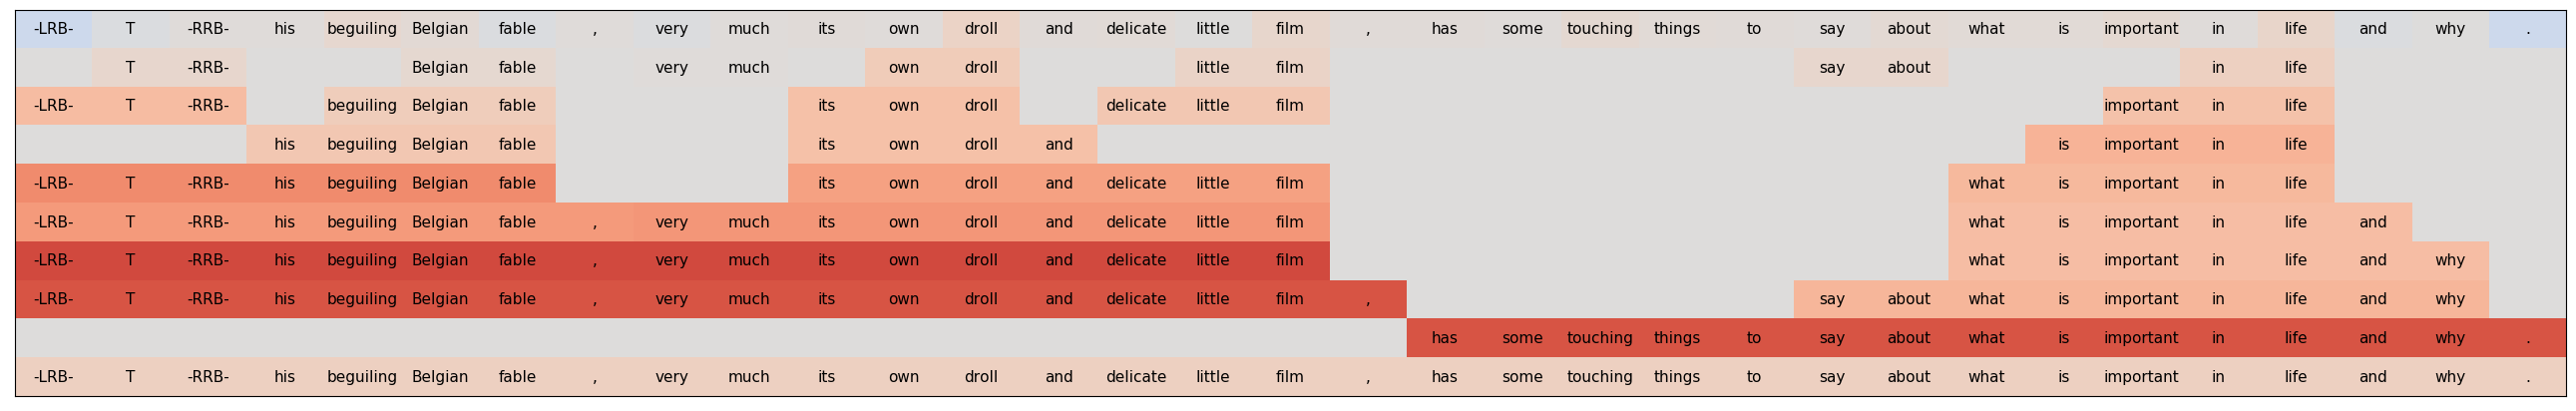 -LRB- T -RRB- his beguiling Belgian fable , very much its own droll and delicate little film , has some touching things to say about what is important in life and why .
T -RRB- Belgian fable very much own droll little film say about in life
-LRB- T -RRB- beguiling Belgian fable its own droll delicate little film important in life
his beguiling Belgian fable its own droll and is important in life
-LRB- T -RRB- his beguiling Belgian fable its own droll and delicate little film what is important in life
-LRB- T -RRB- his beguiling Belgian fable , very much its own droll and delicate little film what is important in life and
-LRB- T -RRB- his beguiling Belgian fable , very much its own droll and delicate little film what is important in life and why
-LRB- T -RRB- his beguiling Belgian fable , very much its own droll and delicate little film , say about what is important in life and why
has some touching things to say about what is important in life and why .
-LRB- T -RRB- his beguiling Belgian fable , very much its own droll and delicate little film , has some touching things to say about what is important in life and why .